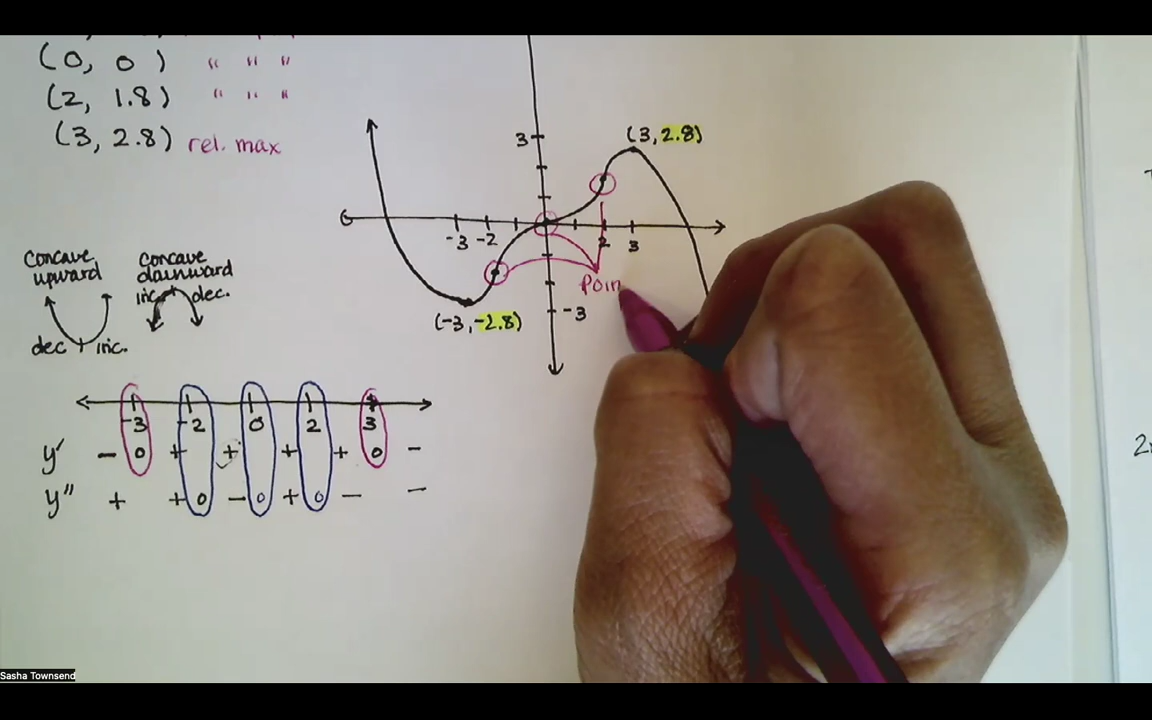 (0, 0) " " "
(2, 1.8) " " "
(3, 2.8) rel. max
3
(3, 2.8)
-3 -2 2 3
Poin
-3
(-3, -2.8)
concave upward
concave downward
inc. dec.
dec inc.
-3 -2 0 2 3
y' - 0 + + + + 0 -
y" + + 0 - 0 + 0 - -
2
Sasha Townsend